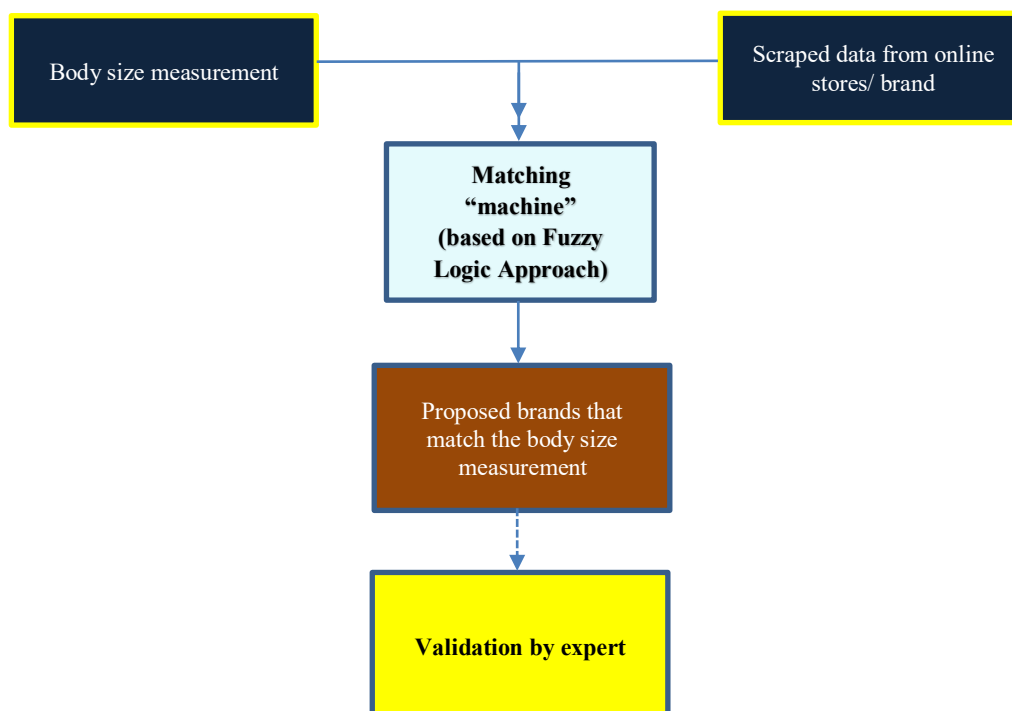 Body size measurement
Scraped data from online
stores/ brand
Matching
“machine”
(based on Fuzzy
Logic Approach)
Proposed brands that
match the body size
measurement
Validation by expert